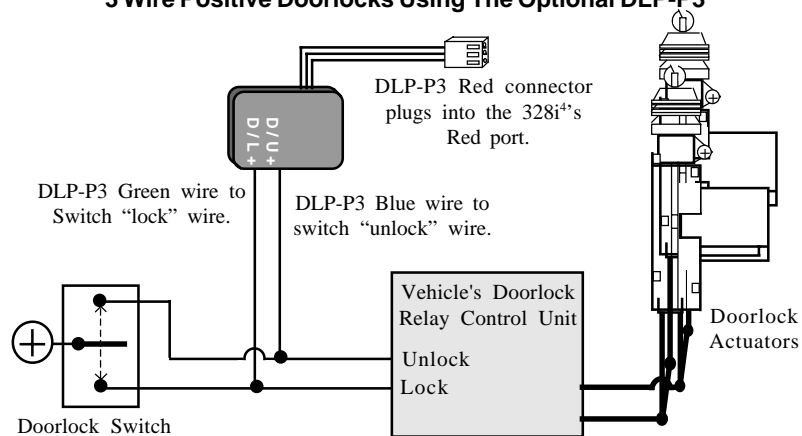 3 Wire Positive Doorlocks Using The Optional DLP-P3
DLP-P3 Red connector
plugs into the 328i⁴'s
Red port.
D/U+
D/L+
DLP-P3 Green wire to
Switch “lock” wire.
DLP-P3 Blue wire to
switch “unlock” wire.
Vehicle's Doorlock
Relay Control Unit
Unlock
Lock
Doorlock
Actuators
Doorlock Switch